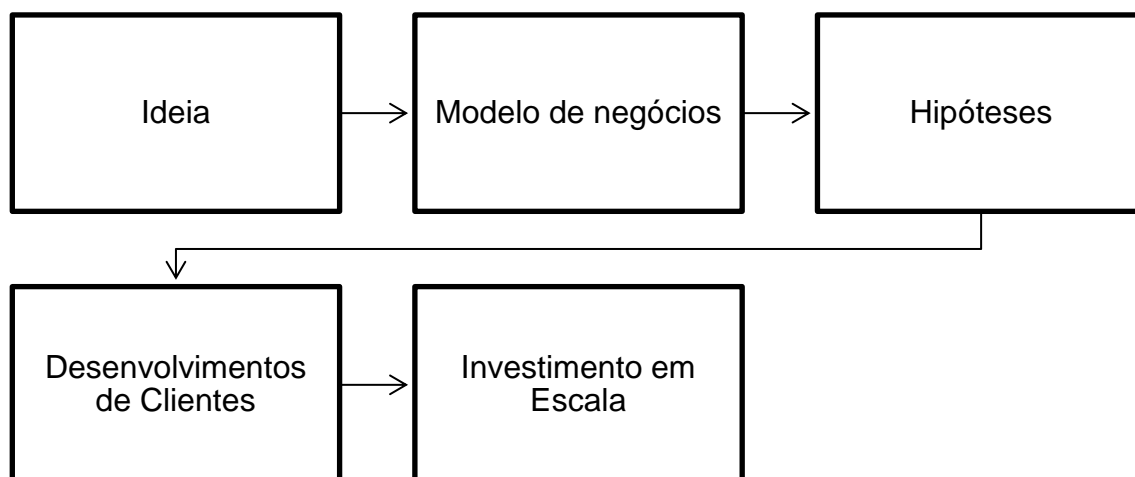 Ideia
Modelo de negócios
Hipóteses
Desenvolvimentos
de Clientes
Investimento em
Escala